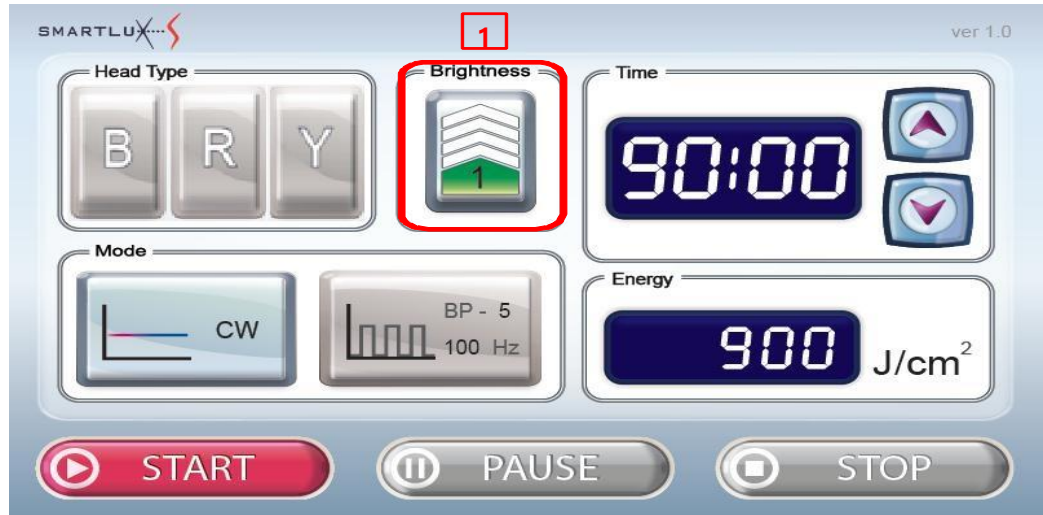 SMARTLUX S
1
ver 1.0
Head Type
B R Y
Brightness
1
Time
90:00
Mode
CW
BP - 5
100 Hz
Energy
900 J/cm²
START
PAUSE
STOP